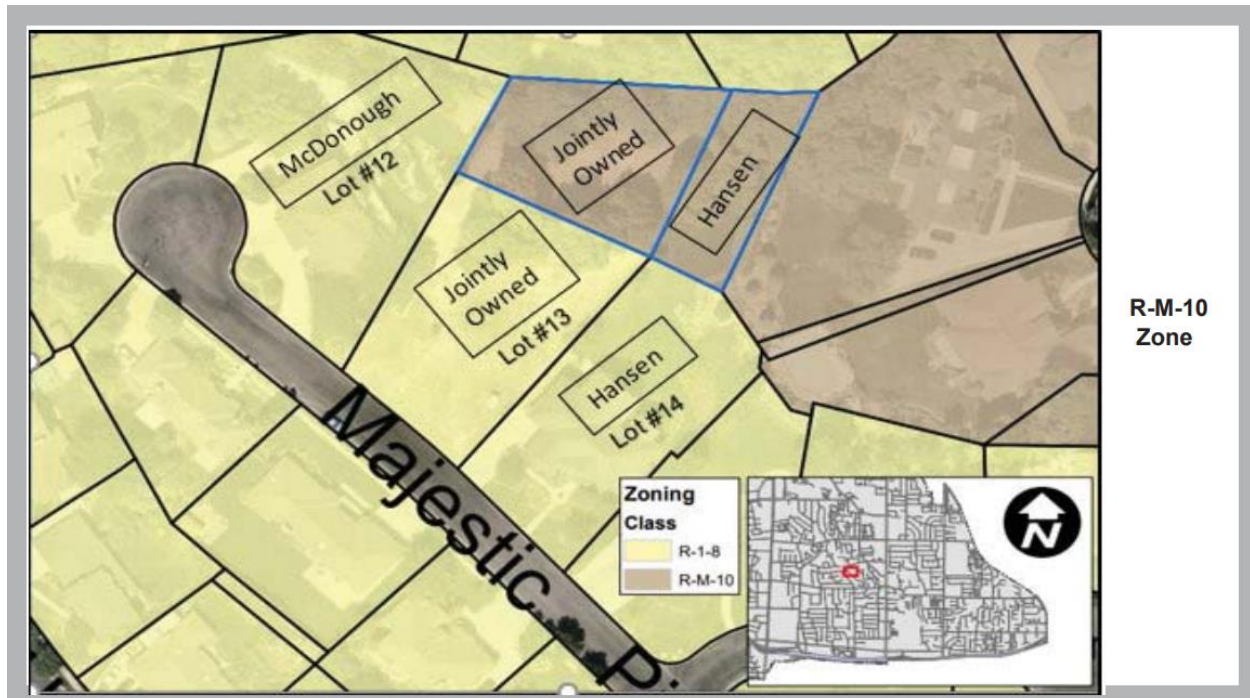 McDonough
Lot #12
Jointly
Owned
Hansen
Jointly
Owned
Lot #13
Hansen
Lot #14
R-M-10
Zone
Majestic
Zoning
Class
R-1-8
R-M-10
N